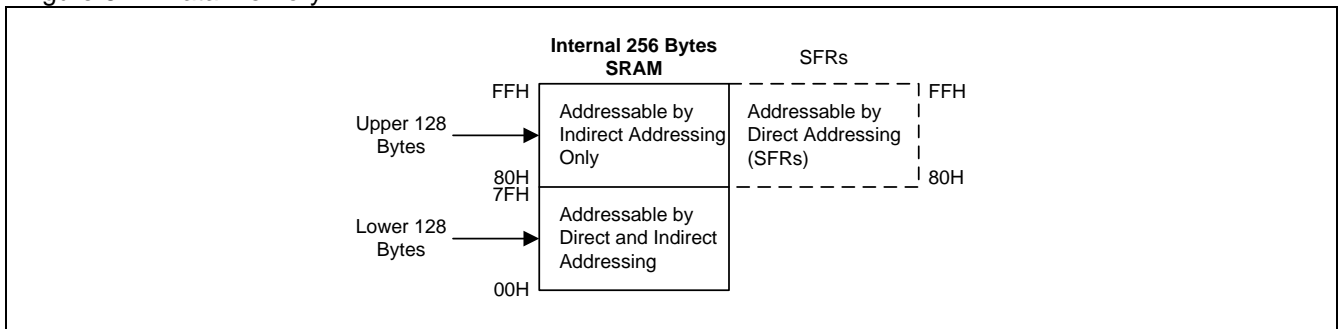 Internal 256 Bytes
SRAM
SFRs
FFH
FFH
Upper 128
Bytes
Addressable by
Indirect Addressing
Only
Addressable by
Direct Addressing
(SFRs)
80H
80H
7FH
Lower 128
Bytes
Addressable by
Direct and Indirect
Addressing
00H